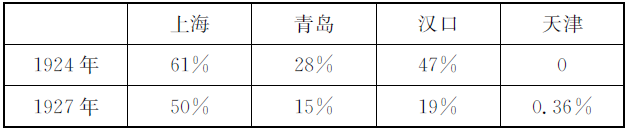 上海 青岛 汉口 天津
1924年 61% 28% 47% 0
1927年 50% 15% 19% 0.36%